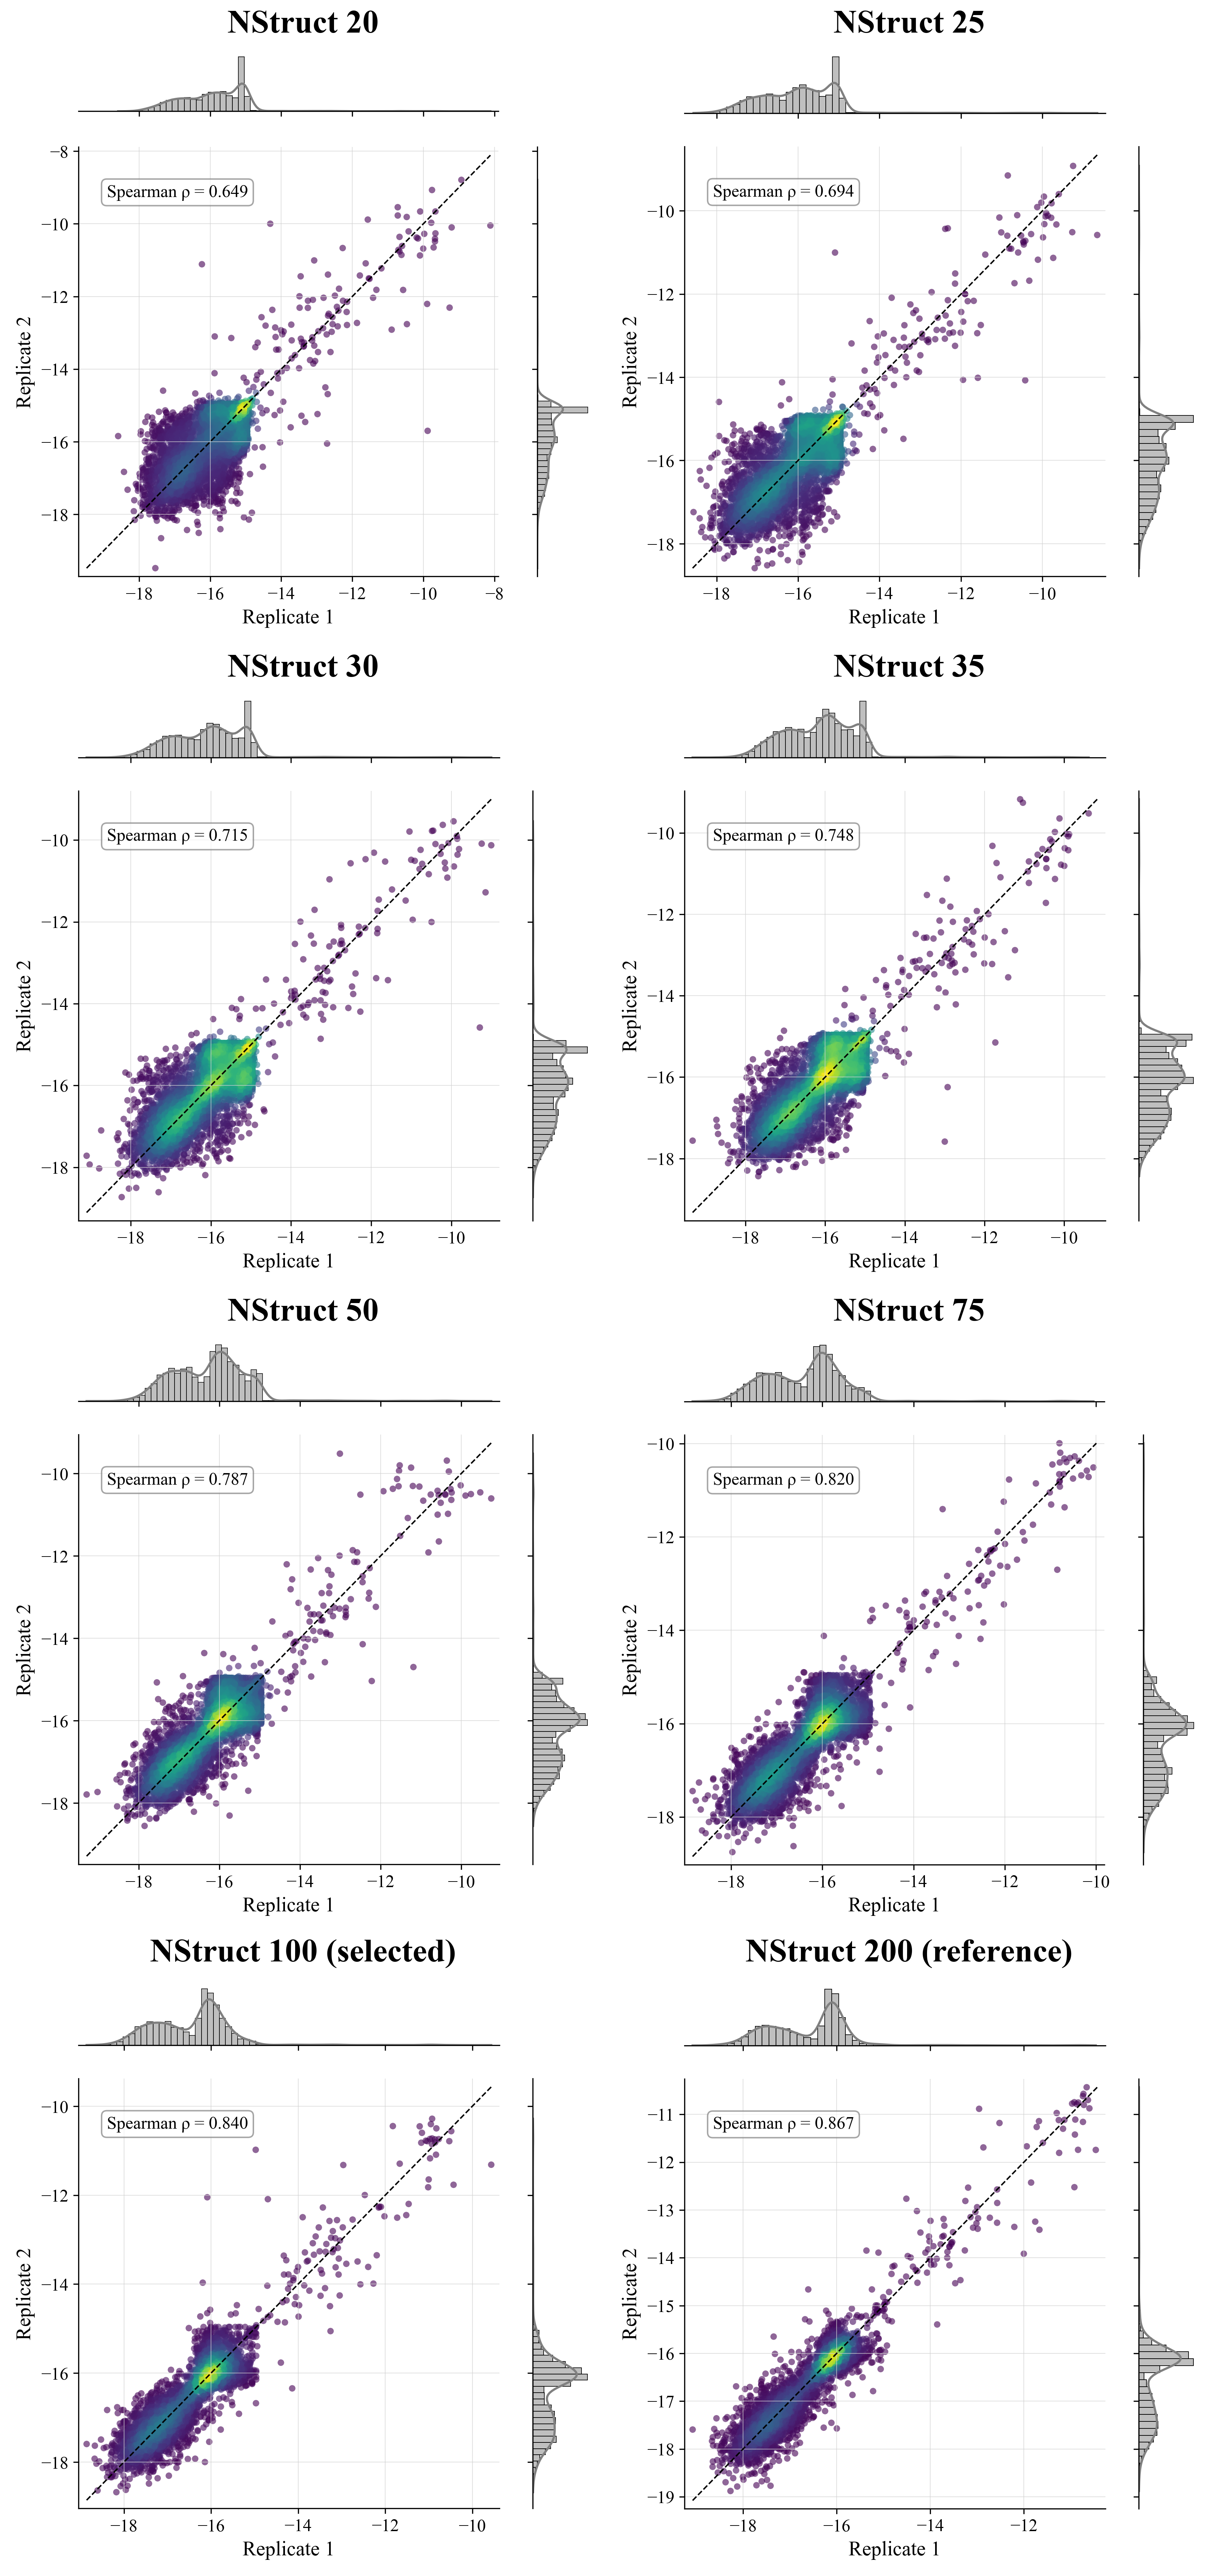 NStruct 20
NStruct 25
−8
−10
−12
−14
−16
−18
Spearman ρ = 0.649
Replicate 2
−18 −16 −14 −12 −10 −8
Replicate 1
−10
−12
−14
−16
−18
Spearman ρ = 0.694
Replicate 2
−18 −16 −14 −12 −10
Replicate 1
NStruct 30
NStruct 35
−10
−12
−14
−16
−18
Spearman ρ = 0.715
Replicate 2
−18 −16 −14 −12 −10
Replicate 1
−10
−12
−14
−16
−18
Spearman ρ = 0.748
Replicate 2
−18 −16 −14 −12 −10
Replicate 1
NStruct 50
NStruct 75
−10
−12
−14
−16
−18
Spearman ρ = 0.787
Replicate 2
−18 −16 −14 −12 −10
Replicate 1
−10
−12
−14
−16
−18
Spearman ρ = 0.820
Replicate 2
−18 −16 −14 −12 −10
Replicate 1
NStruct 100 (selected)
NStruct 200 (reference)
−10
−12
−14
−16
−18
Spearman ρ = 0.840
Replicate 2
−18 −16 −14 −12 −10
Replicate 1
−11
−12
−13
−14
−15
−16
−17
−18
−19
Spearman ρ = 0.867
Replicate 2
−18 −16 −14 −12
Replicate 1